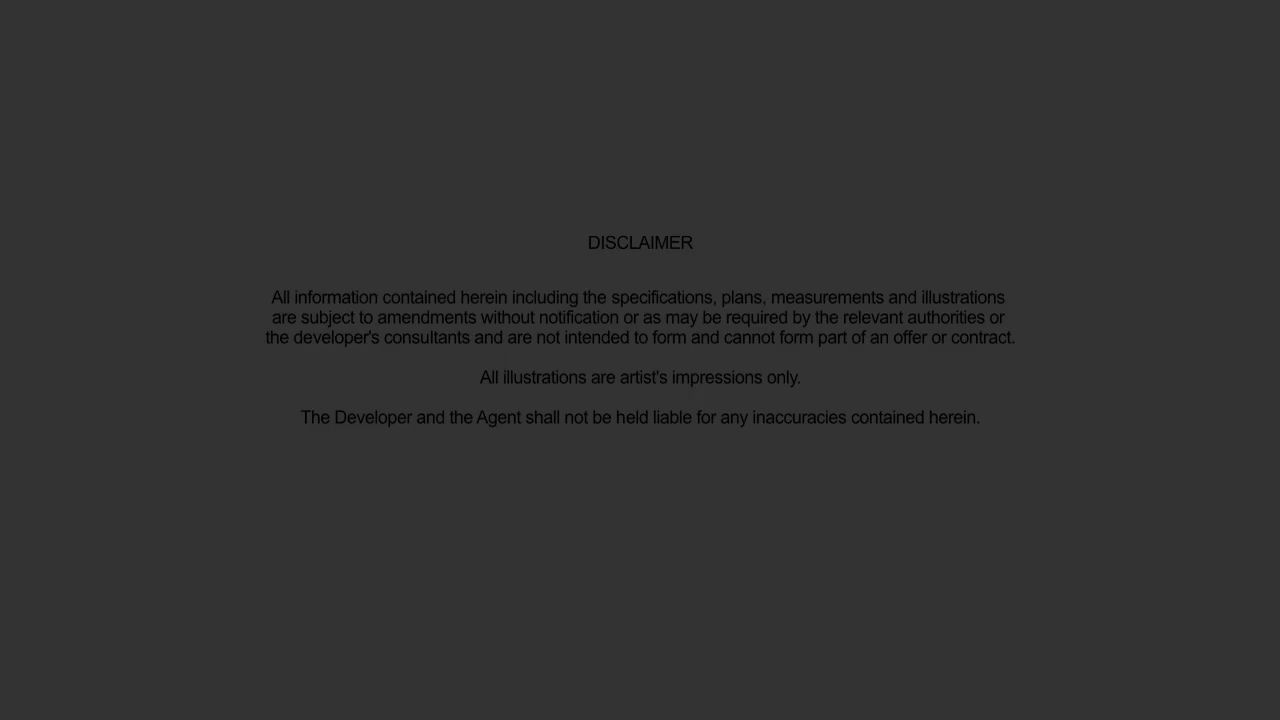 DISCLAIMER
All information contained herein including the specifications, plans, measurements and illustrations
are subject to amendments without notification or as may be required by the relevant authorities or
the developer's consultants and are not intended to form and cannot form part of an offer or contract.
All illustrations are artist's impressions only.
The Developer and the Agent shall not be held liable for any inaccuracies contained herein.